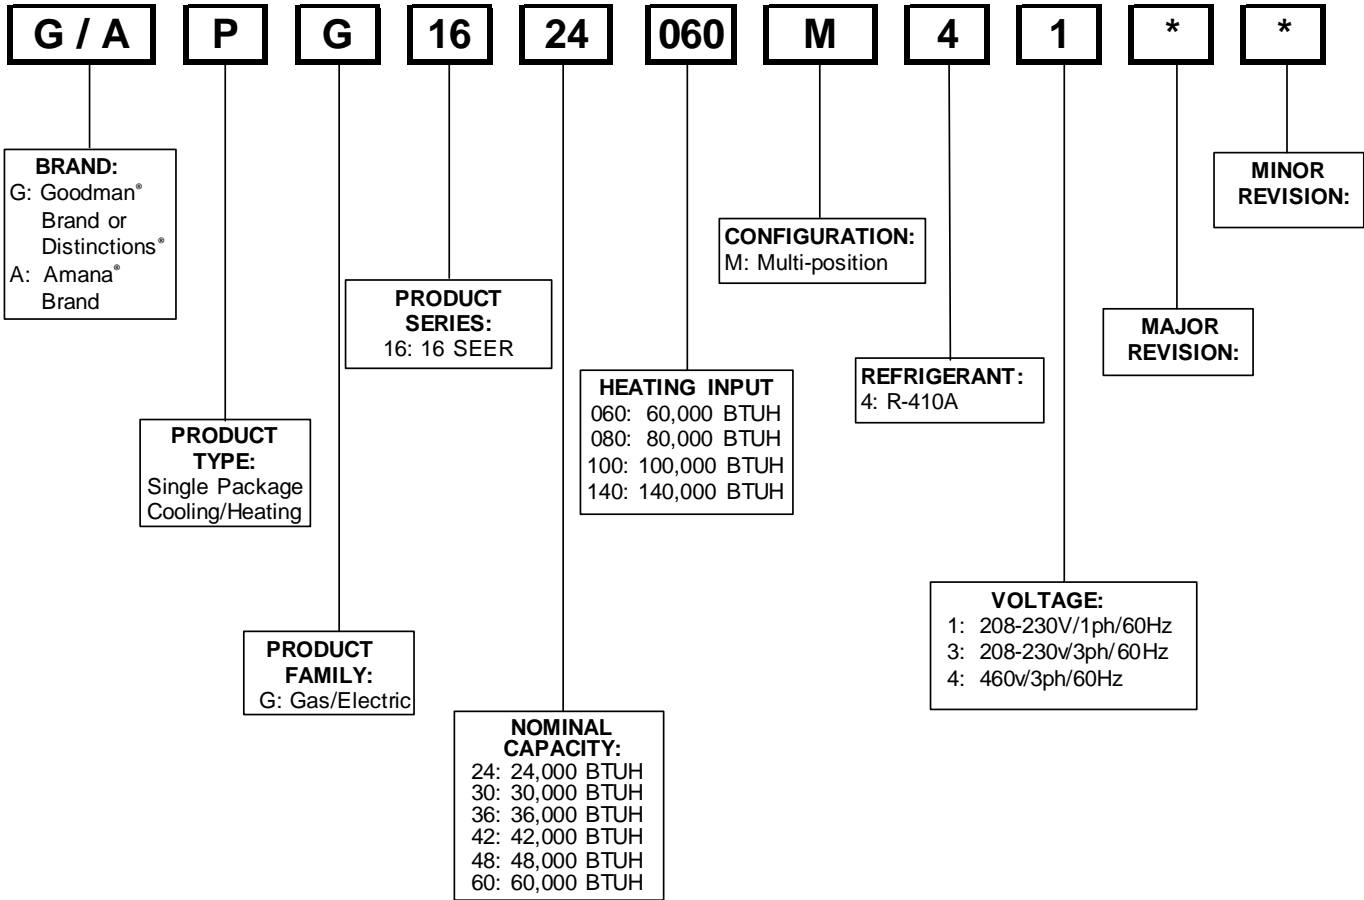 G / A P G 16 24 060 M 4 1 * *
BRAND:
G: Goodman®
Brand or
Distinctions®
A: Amana®
Brand
MINOR
REVISION:
CONFIGURATION:
M: Multi-position
PRODUCT
SERIES:
16: 16 SEER
MAJOR
REVISION:
REFRIGERANT:
4: R-410A
HEATING INPUT
060: 60,000 BTUH
080: 80,000 BTUH
100: 100,000 BTUH
140: 140,000 BTUH
PRODUCT
TYPE:
Single Package
Cooling/Heating
VOLTAGE:
1: 208-230V/1ph/60Hz
3: 208-230v/3ph/60Hz
4: 460v/3ph/60Hz
PRODUCT
FAMILY:
G: Gas/Electric
NOMINAL
CAPACITY:
24: 24,000 BTUH
30: 30,000 BTUH
36: 36,000 BTUH
42: 42,000 BTUH
48: 48,000 BTUH
60: 60,000 BTUH